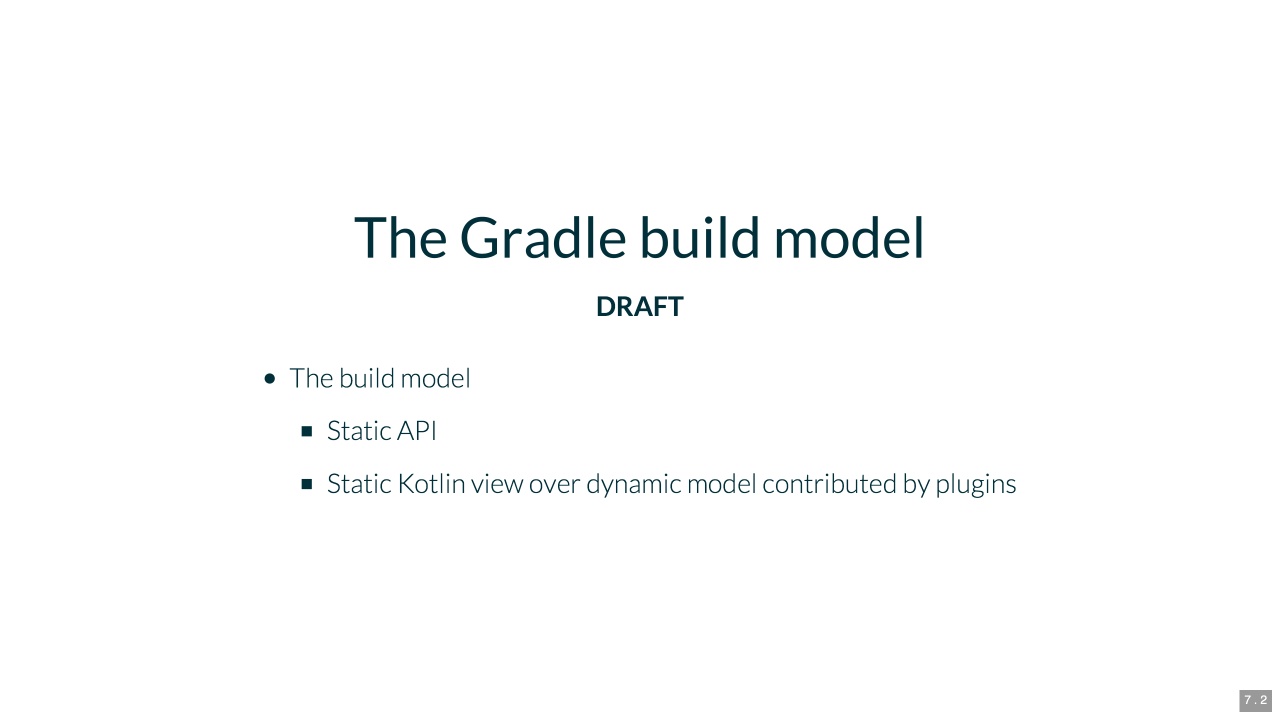 The Gradle build model
DRAFT
The build model
Static API
Static Kotlin view over dynamic model contributed by plugins
7 . 2